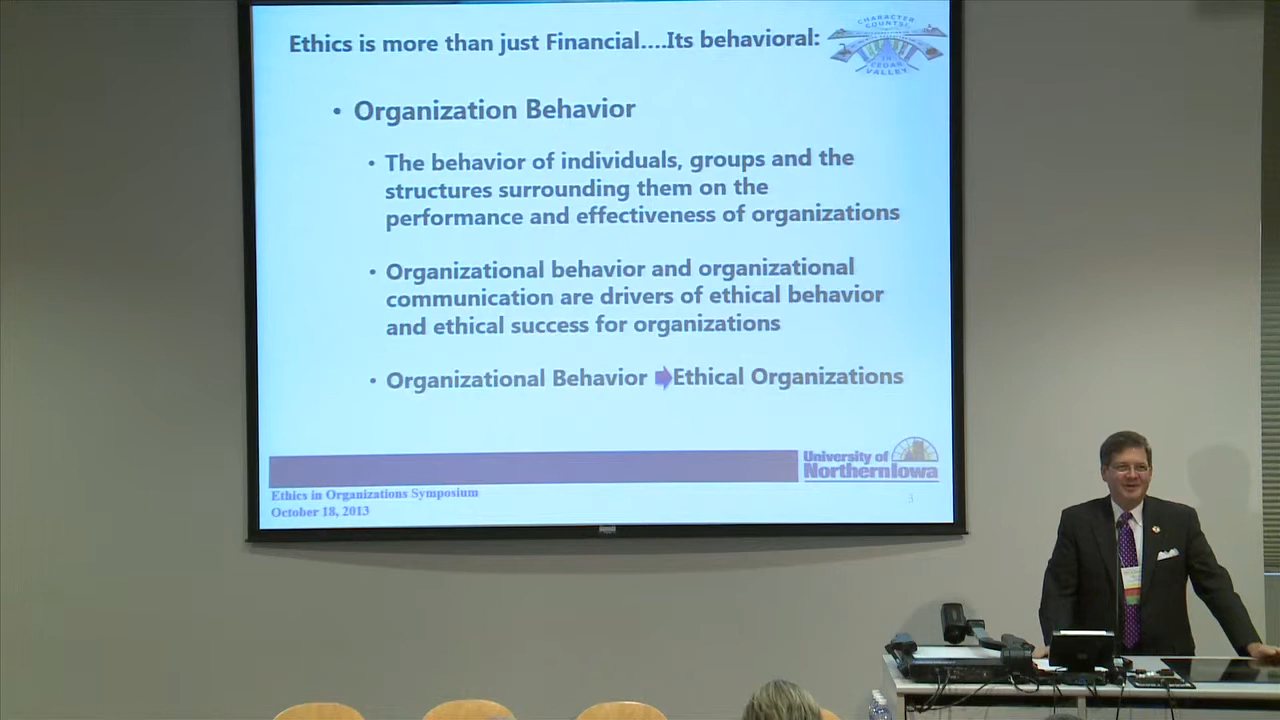 Ethics is more than just Financial....Its behavioral:
CHARACTER
COUNTS!
IN
CEDAR
VALLEY
• Organization Behavior
• The behavior of individuals, groups and the
structures surrounding them on the
performance and effectiveness of organizations
• Organizational behavior and organizational
communication are drivers of ethical behavior
and ethical success for organizations
• Organizational Behavior ➡Ethical Organizations
University of
Northern Iowa
Ethics in Organizations Symposium
October 18, 2013
3